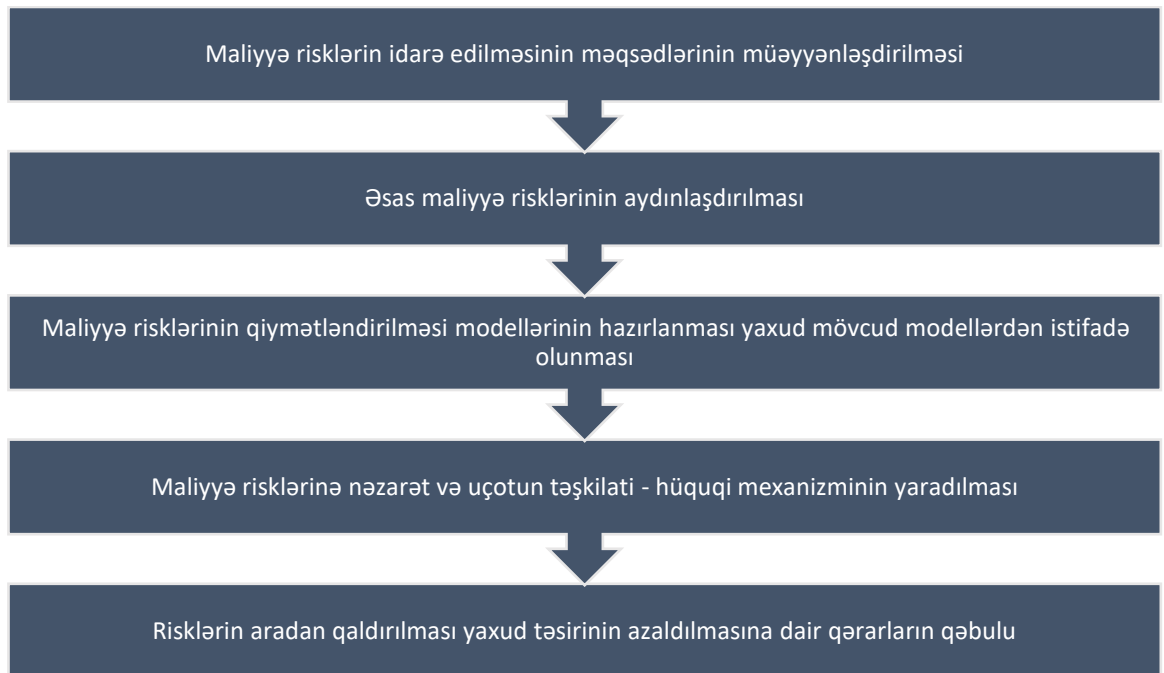 Maliyyə risklərin idarə edilməsinin məqsədlərinin müəyyənləşdirilməsi
Əsas maliyyə risklərinin aydınlaşdırılması
Maliyyə risklərinin qiymətləndirilməsi modellərinin hazırlanması yaxud mövcud modellərdən istifadə
olunması
Maliyyə risklərinə nəzarət və uçotun təşkilati - hüquqi mexanizminin yaradılması
Risklərin aradan qaldırılması yaxud təsirinin azaldılmasına dair qərarların qəbulu